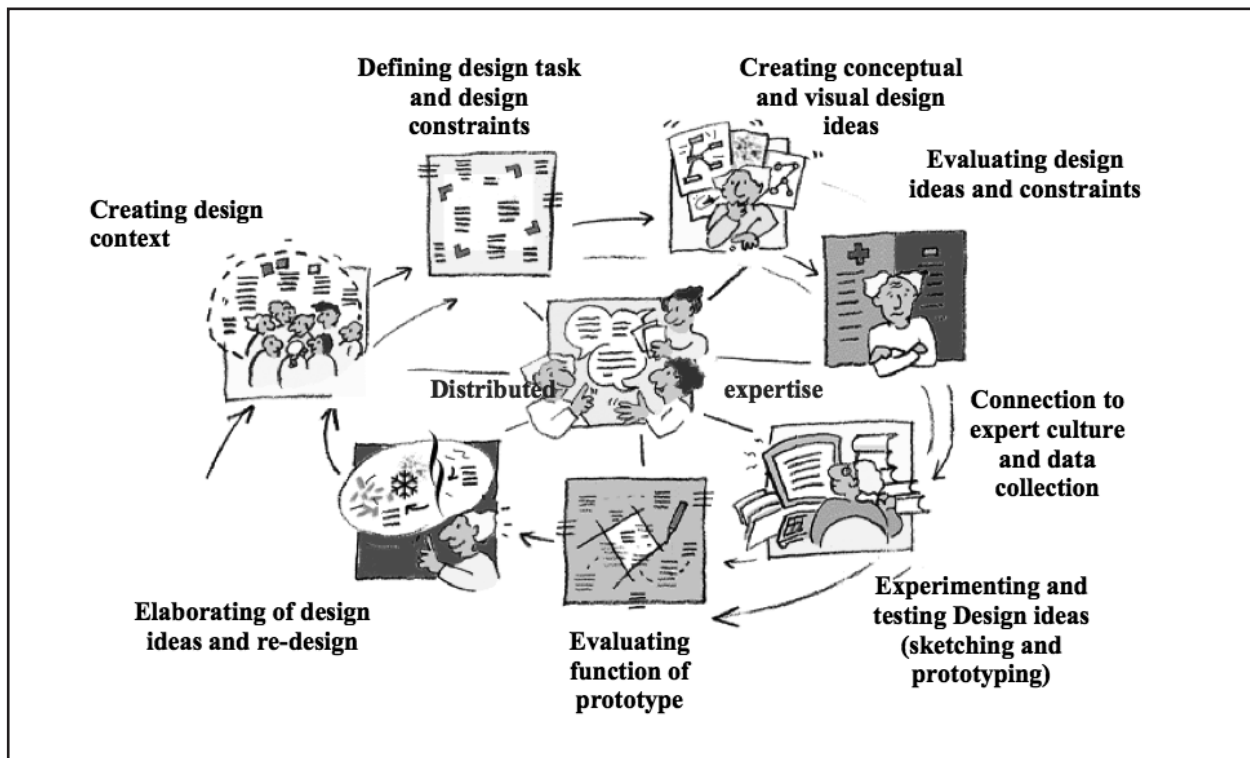 Defining design task
and design
constraints
Creating conceptual
and visual design
ideas
Evaluating design
ideas and constraints
Creating design
context
Distributed expertise
Connection to
expert culture
and data
collection
Experimenting and
testing Design ideas
(sketching and
prototyping)
Evaluating
function of
prototype
Elaborating of design
ideas and re-design